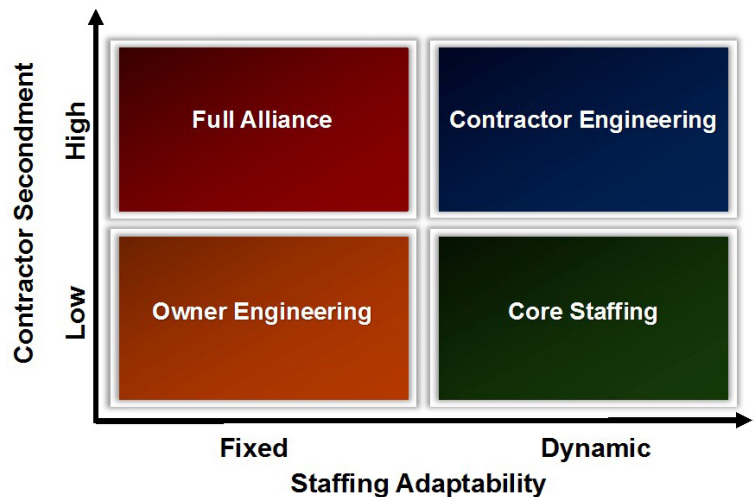 Contractor Secondment
High
Full Alliance
Contractor Engineering
Low
Owner Engineering
Core Staffing
Fixed
Dynamic
Staffing Adaptability